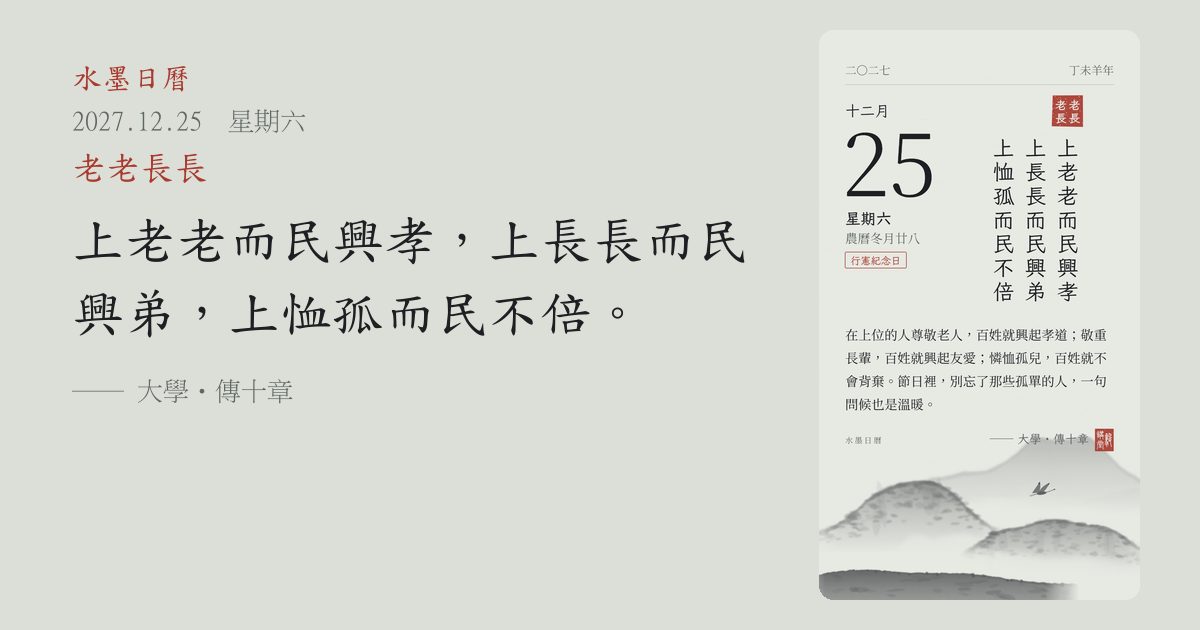 水墨日曆
2027.12.25　星期六
老老長長
上老老而民興孝，上長長而民
興弟，上恤孤而民不倍。
—— 大學・傳十章
二〇二七
丁未羊年
十二月
25
星期六
農曆冬月廿八
行憲紀念日
老長老長
上老老而民興孝
上長長而民興弟
上恤孤而民不倍
在上位的人尊敬老人，百姓就興起孝道；敬重
長輩，百姓就興起友愛；憐恤孤兒，百姓就不
會背棄。節日裡，別忘了那些孤單的人，一句
問候也是溫暖。
水墨日曆
—— 大學・傳十章